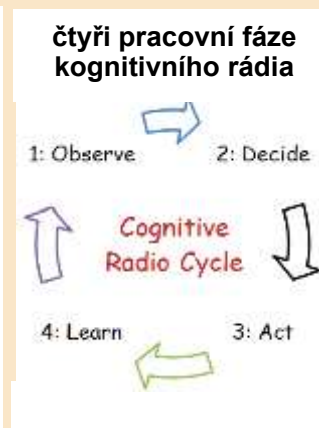 čtyři pracovní fáze
kognitivního rádia
1: Observe
2: Decide
Cognitive
Radio Cycle
4: Learn
3: Act